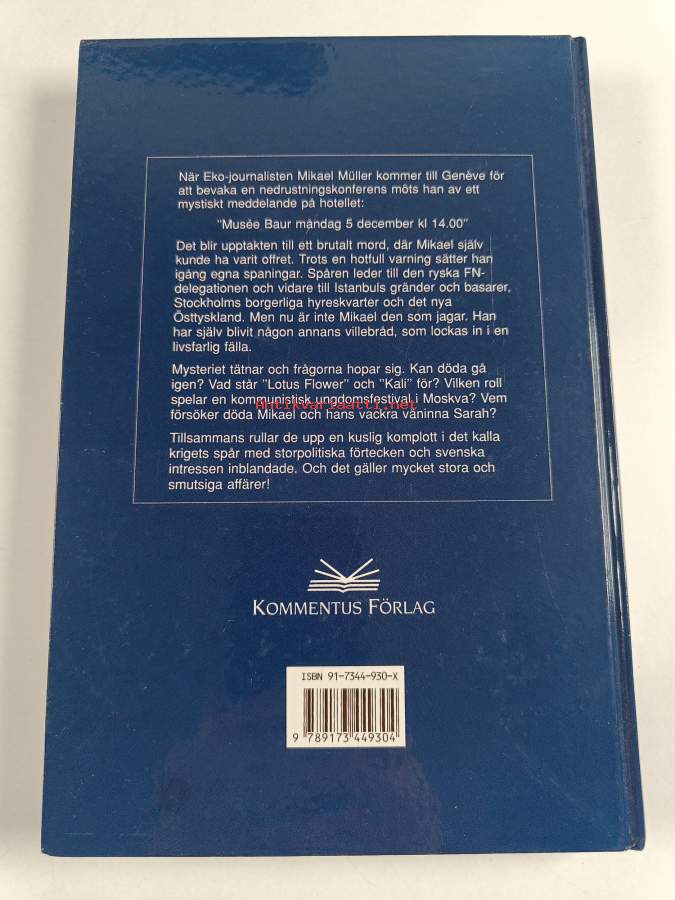 När Eko-journalisten Mikael Müller kommer till Genève för
att bevaka en nedrustningskonferens möts han av ett
mystiskt meddelande på hotellet:
"Musée Baur måndag 5 december kl 14.00"
Det blir upptakten till ett brutalt mord, där Mikael själv
kunde ha varit offret. Trots en hotfull varning sätter han
igång egna spaningar. Spåren leder till den ryska FN-
delegationen och vidare till Istanbuls gränder och basarer,
Stockholms borgerliga hyreskvarter och det nya
Östtyskland. Men nu är inte Mikael den som jagar. Han
har själv blivit någon annans villebråd, som lockas in i en
livsfarlig fälla.
Mysteriet tätnar och frågorna hopar sig. Kan döda gå
igen? Vad står "Lotus Flower" och "Kali" för? Vilken roll
spelar en kommunistisk ungdomsfestival i Moskva? Vem
Antikvariaatti.net
försöker döda Mikael och hans vackra väninna Sarah?
Tillsammans rullar de upp en kuslig komplott i det kalla
krigets spår med storpolitiska förtecken och svenska
intressen inblandade. Och det gäller mycket stora och
smutsiga affärer!
KOMMENTUS FÖRLAG
ISBN 91-7344-930-X
9 789173 449304